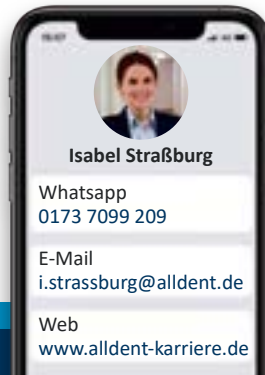 Isabel Straßburg
Whatsapp
0173 7099 209
E-Mail
i.strassburg@alldent.de
Web
www.alldent-karriere.de